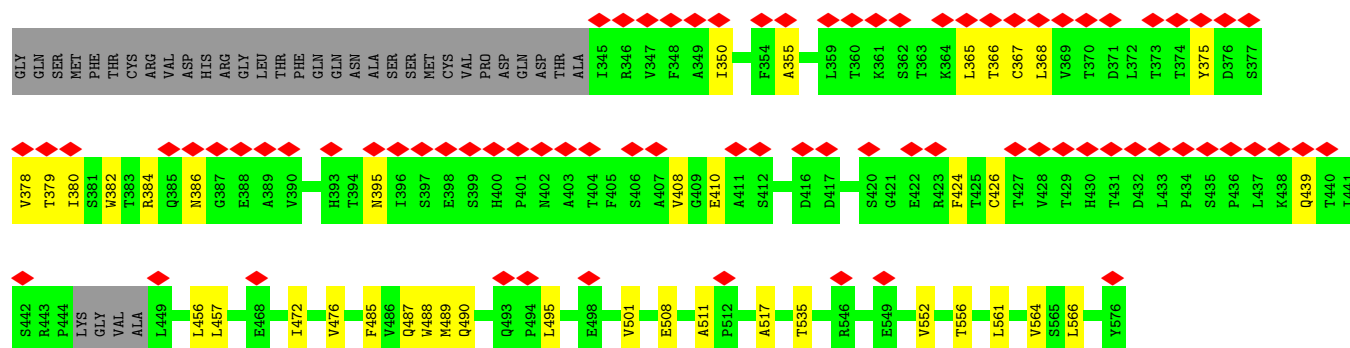 GLY GLN SER MET PHE THR CYS ARG VAL ASP HIS ARG GLY LEU THR PHE GLN GLN ASN ALA SER SER MET CYS VAL PRO ASP GLN ASP THR ALA I345 R346 V347 F348 A349 I350 F354 A355 L359 T360 K361 S362 T363 K364 L365 T366 C367 L368 V369 T370 D371 L372 T373 T374 Y375 D376 S377
V378 T379 I380 S381 W382 T383 R384 Q385 N386 G387 E388 A389 V390 H393 T394 N395 I396 S397 E398 S399 H400 P401 N402 A403 T404 F405 S406 A407 V408 G409 E410 A411 S412 D416 D417 S420 G421 E422 R423 F424 T425 C426 T427 V428 T429 H430 T431 D432 L433 P434 S435 P436 L437 K438 Q439 T440 I441
S442 R443 P444 LYS GLY VAL ALA L449 L456 L457 E468 I472 V476 F485 V486 Q487 W488 M489 Q490 Q493 P494 L495 E498 V501 E508 A511 P512 A517 T535 R546 E549 V552 T556 L561 V564 S565 L566 Y576